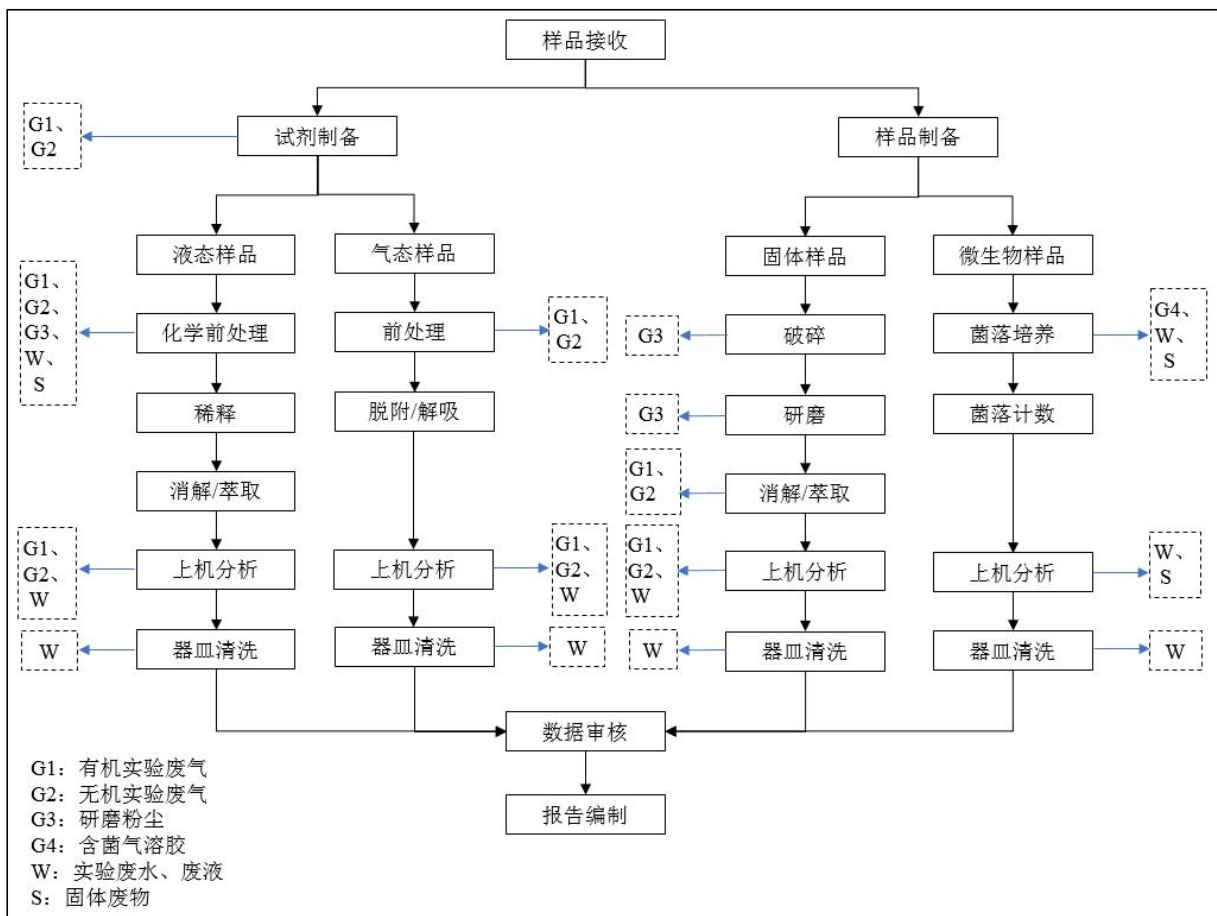 样品接收
G1、
G2
试剂制备
样品制备
液态样品
气态样品
固体样品
微生物样品
G1、
G2、
G3、
W、
S
化学前处理
前处理
G1、
G2
G3
破碎
菌落培养
G4、
W、
S
稀释
脱附/解吸
G3
研磨
菌落计数
消解/萃取
G1、
G2
消解/萃取
G1、
G2、
W
上机分析
上机分析
G1、
G2、
W
G1、
G2、
W
上机分析
上机分析
W、
S
W
器皿清洗
器皿清洗
W
W
器皿清洗
器皿清洗
W
数据审核
报告编制
G1：有机实验废气
G2：无机实验废气
G3：研磨粉尘
G4：含菌气溶胶
W：实验废水、废液
S：固体废物